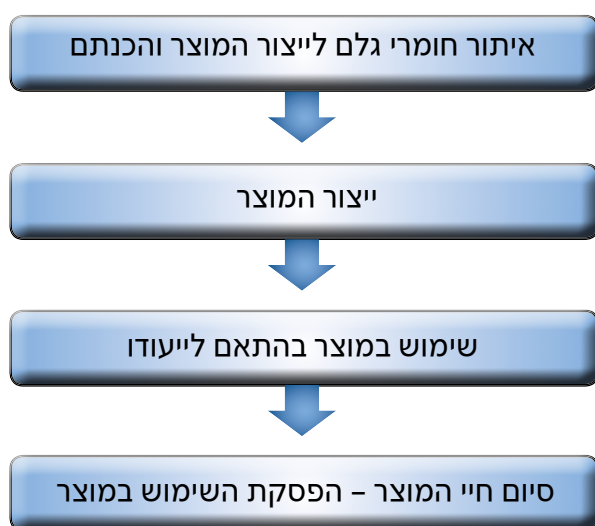 איתור חומרי גלם לייצור המוצר והכנתם
ייצור המוצר
שימוש במוצר בהתאם לייעודו
סיום חיי המוצר – הפסקת השימוש במוצר